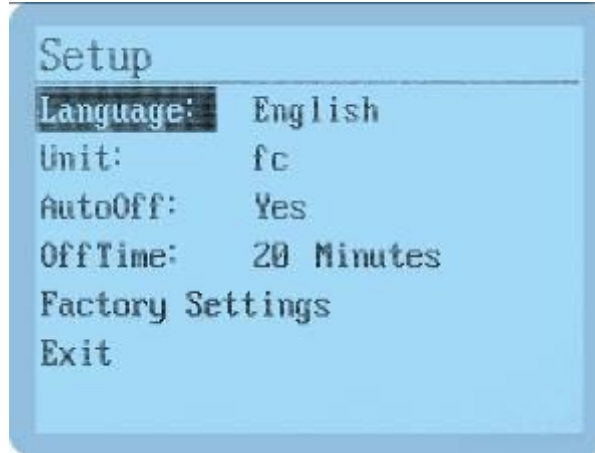 Setup
Language: English
Unit: fc
AutoOff: Yes
OffTime: 20 Minutes
Factory Settings
Exit